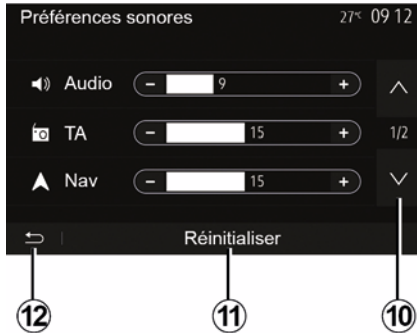 Préférences sonores 27°C 09 12
Audio - 9 +
TA - 15 + 1/2
Nav - 15 +
Réinitialiser
12 11 10